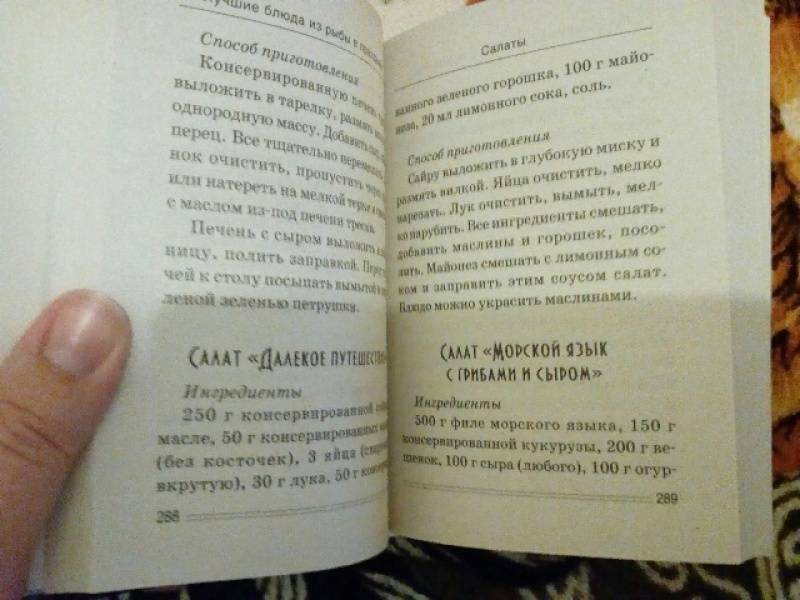 лучшие блюда из рыбы и
Способ приготовления
Консервированную печень
выложить в тарелку, размять
однородную массу. Добавить
перец. Все тщательно
нок очистить, пропустить
или натереть на мелкой терке и
с маслом из-под печени трески.
Печень с сыром выложить в
ницу, полить заправкой.
чей к столу посыпать вымытой и
леной зеленью петрушки.
Салат «Далекое
Ингредиенты
250 г консервированной
масле, 50 г консервированных
(без косточек), 3 яйца
вкрутую), 30 г лука, 50 г
288
Салаты
ванного зеленого горошка, 100 г майо-
неза, 20 мл лимонного сока, соль.
Способ приготовления
Сайру выложить в глубокую миску и
размять вилкой. Яйца очистить, мелко
нарезать. Лук очистить, вымыть, мел-
ко нарубить. Все ингредиенты смешать,
добавить маслины и горошек, посо-
лить. Майонез смешать с лимонным со-
ком и заправить этим соусом салат.
Блюдо можно украсить маслинами.
Салат «Морской язык
с грибами и сыром»
Ингредиенты
500 г филе морского языка, 150 г
консервированной кукурузы, 200 г ве-
шенок, 100 г сыра (любого), 100 г огур-
289